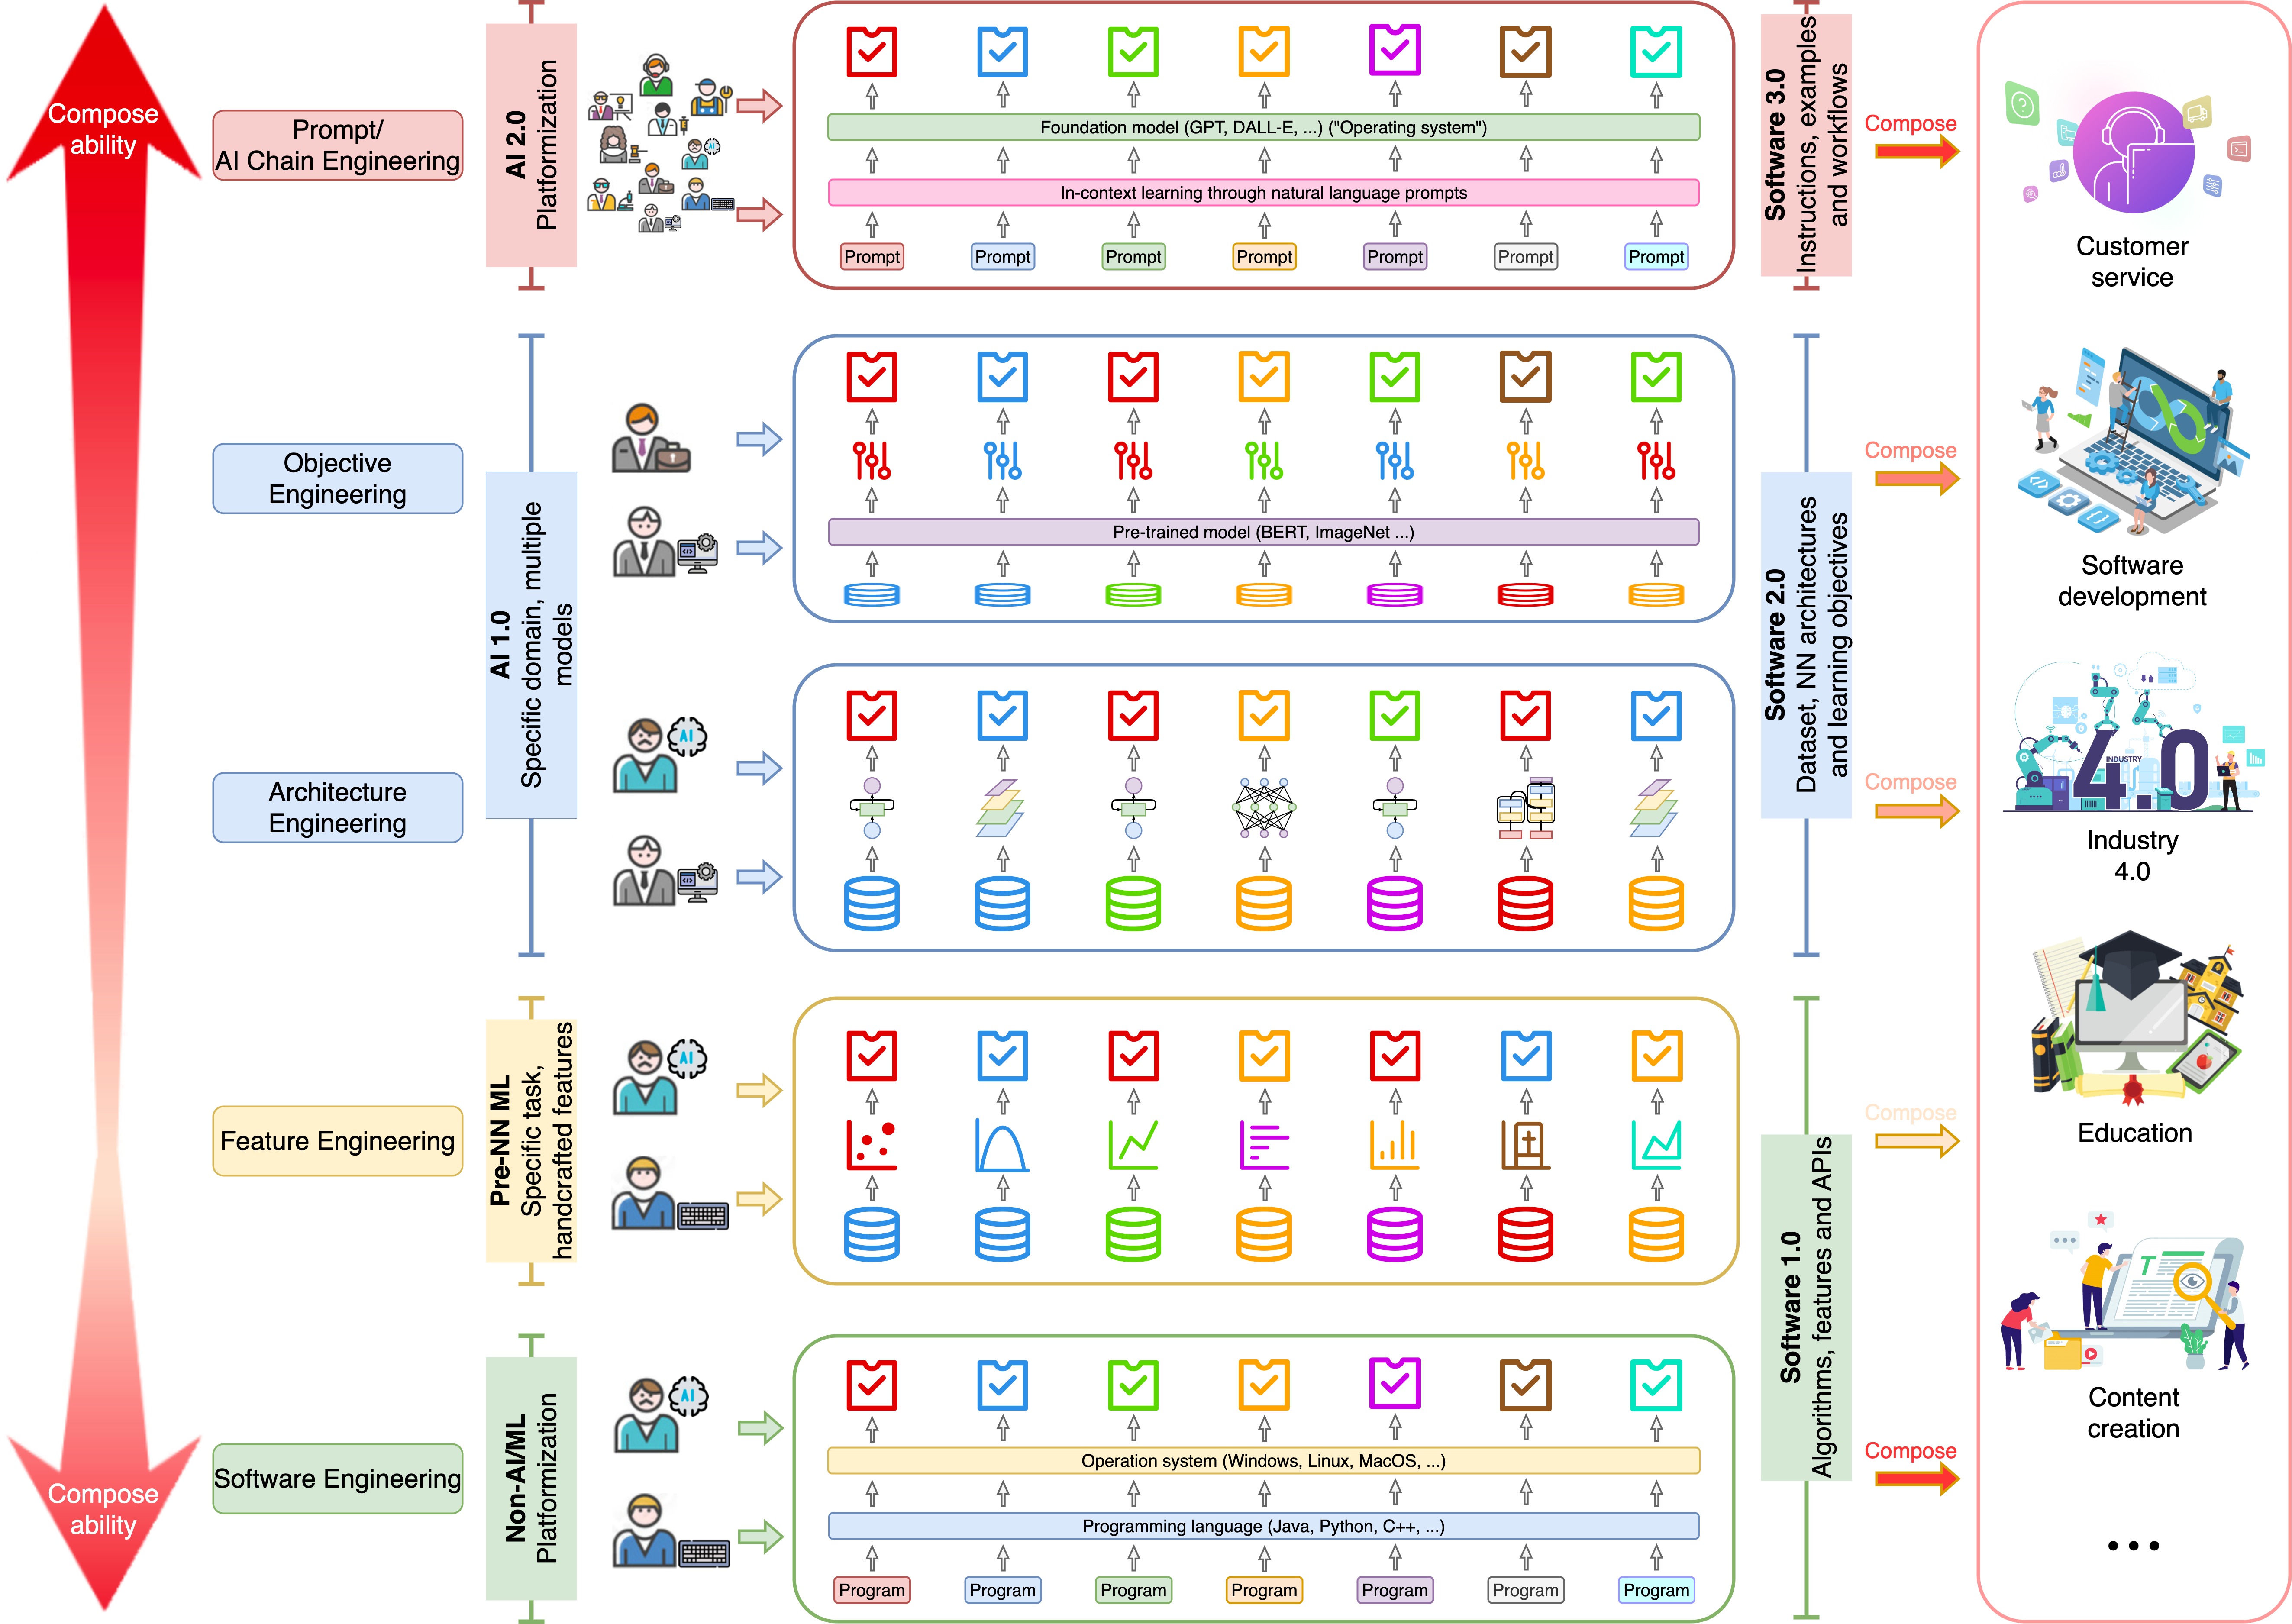 Compose
ability
Prompt/
AI Chain Engineering
AI 2.0
Platformization
Foundation model (GPT, DALL-E, ...) ("Operating system")
In-context learning through natural language prompts
Prompt
Prompt
Prompt
Prompt
Prompt
Prompt
Prompt
Software 3.0
Instructions, examples
and workflows
Compose
Customer
service
Objective
Engineering
AI 1.0
Specific domain, multiple
models
Pre-trained model (BERT, ImageNet ...)
Software 2.0
Dataset, NN architectures
and learning objectives
Compose
Software
development
Architecture
Engineering
AI
Compose
INDUSTRY
4.0
Industry
4.0
Feature Engineering
Pre-NN ML
Specific task,
handcrafted features
AI
Compose
Education
Software 1.0
Algorithms, features and APIs
T
Content
creation
Compose
ability
Software Engineering
Non-AI/ML
Platformization
AI
Operation system (Windows, Linux, MacOS, ...)
Programming language (Java, Python, C++, ...)
Program
Program
Program
Program
Program
Program
Program
Compose
...